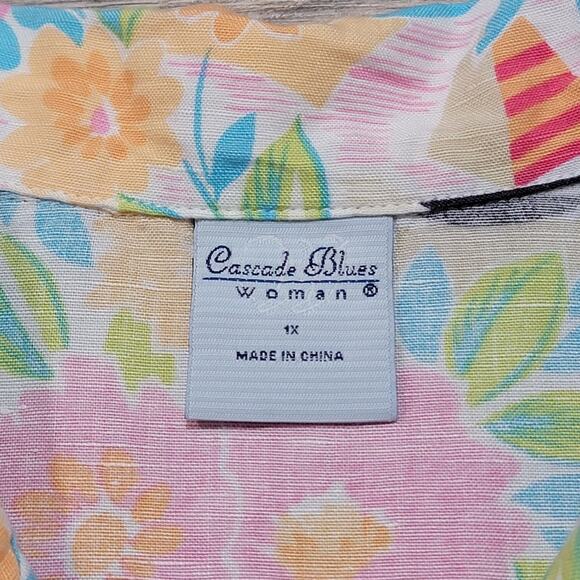 Cascade Blues
Woman ®
1X
MADE IN CHINA